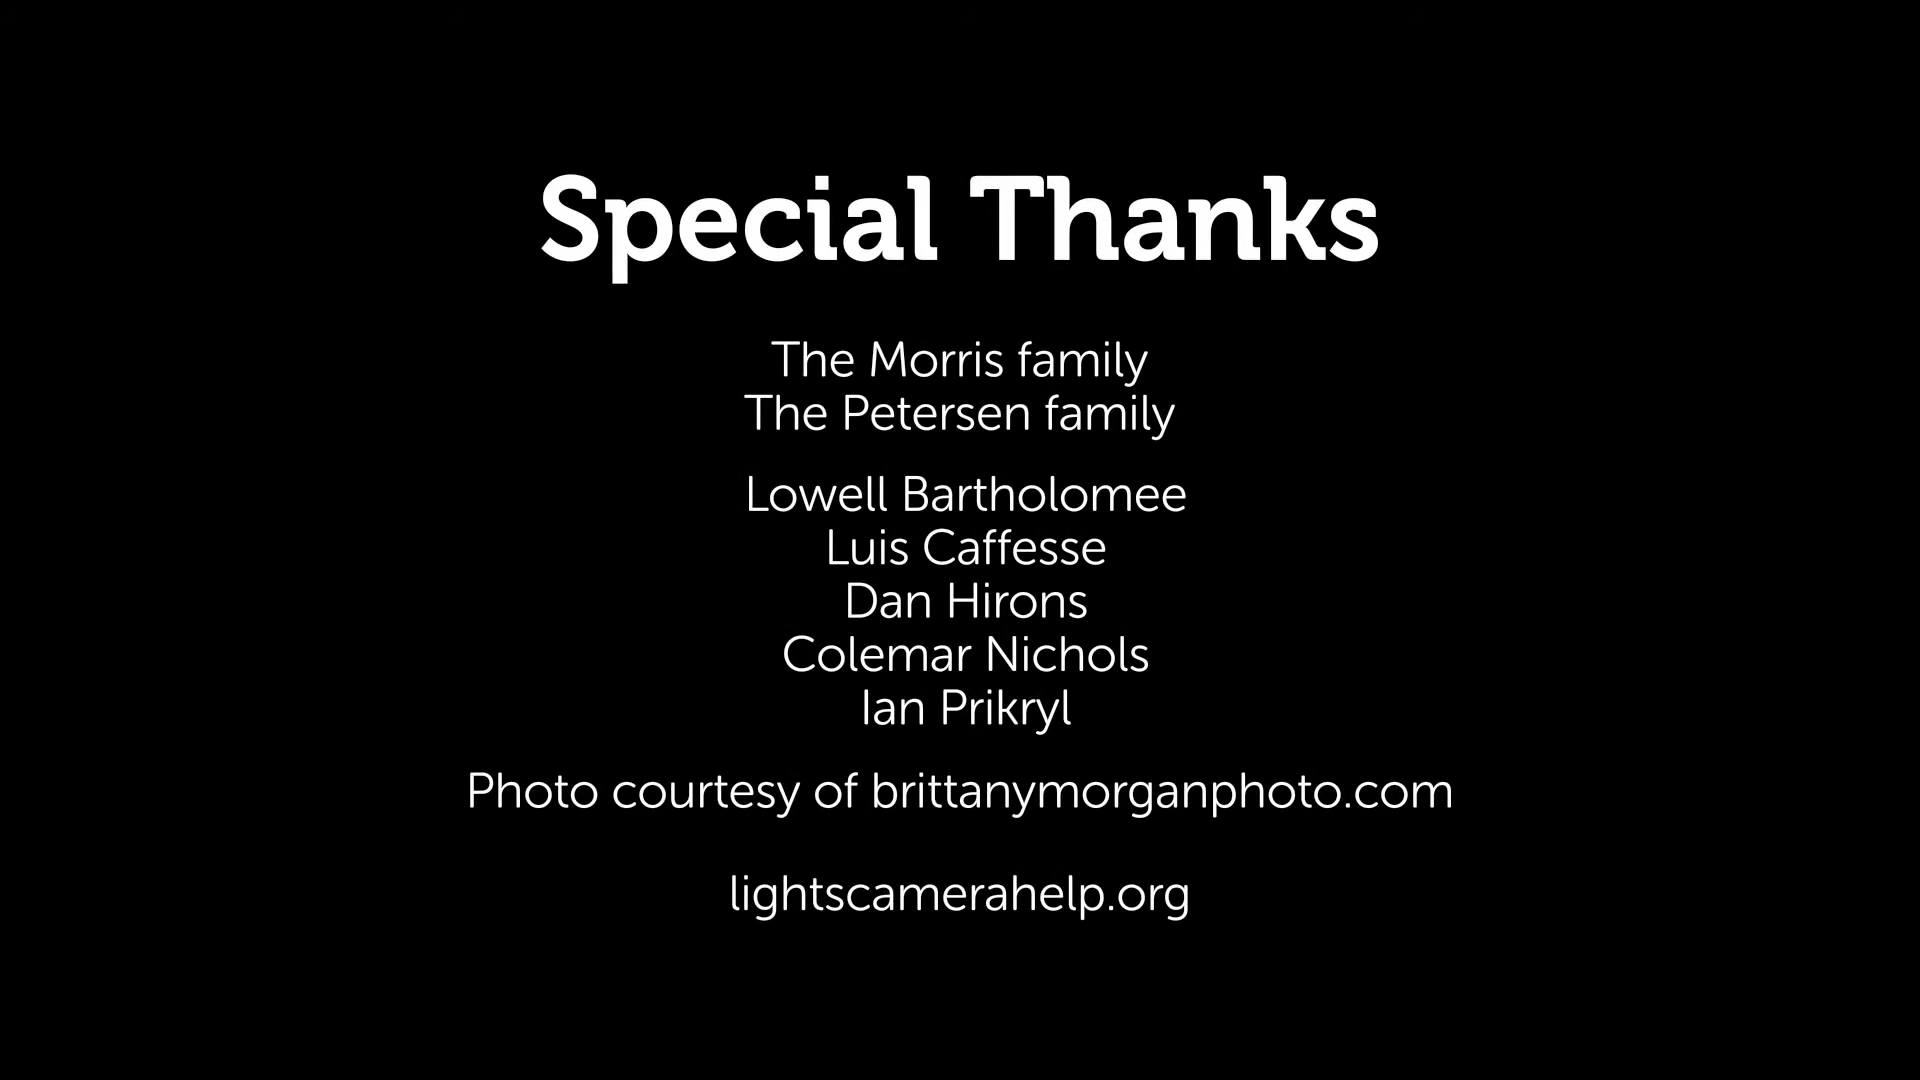 Special Thanks
The Morris family
The Petersen family
Lowell Bartholomee
Luis Caffesse
Dan Hirons
Colemar Nichols
Ian Prikryl
Photo courtesy of brittanymorganphoto.com
lightscamerahelp.org